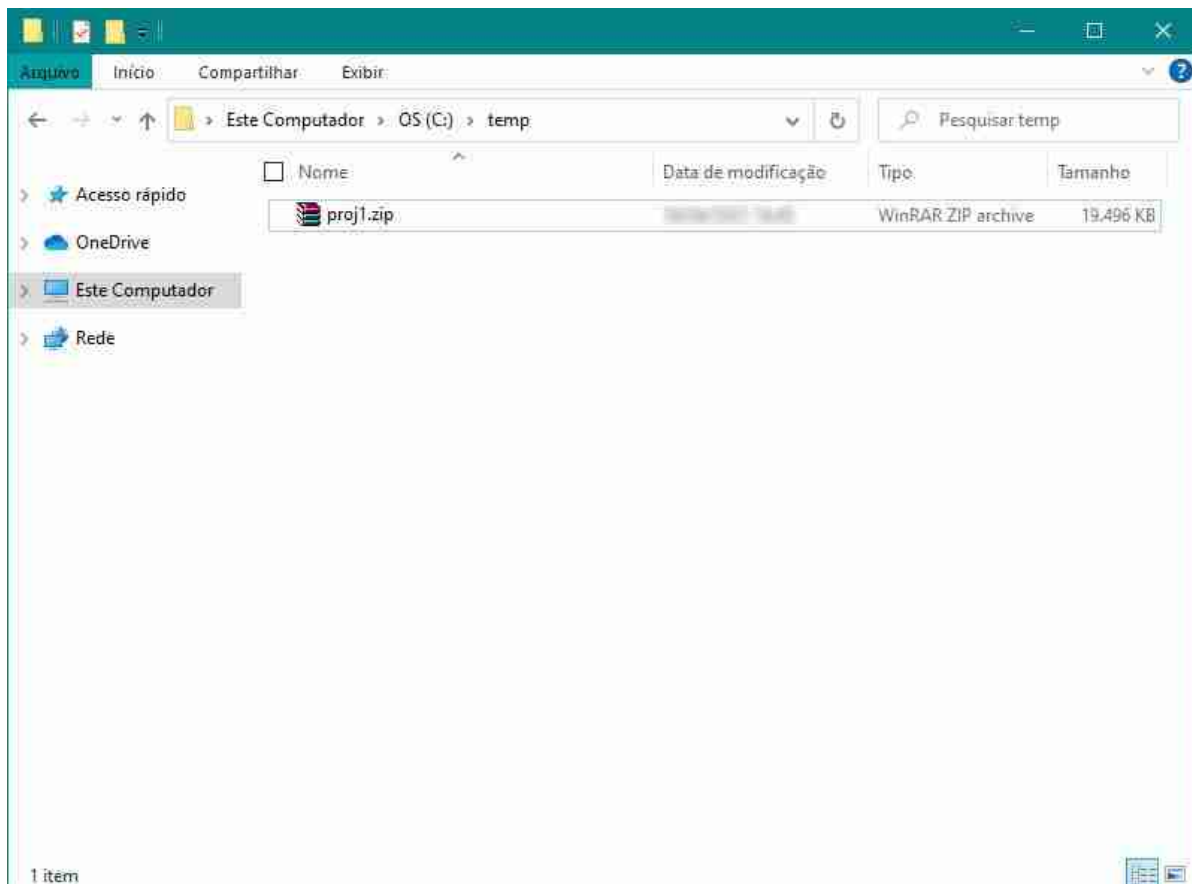 Arquivo Início Compartilhar Exibir ?
Este Computador > OS (C:) > temp Pesquisar temp
Nome Data de modificação Tipo Tamanho
Acesso rápido
proj1.zip WinRAR ZIP archive 19.496 KB
OneDrive
Este Computador
Rede
1 item